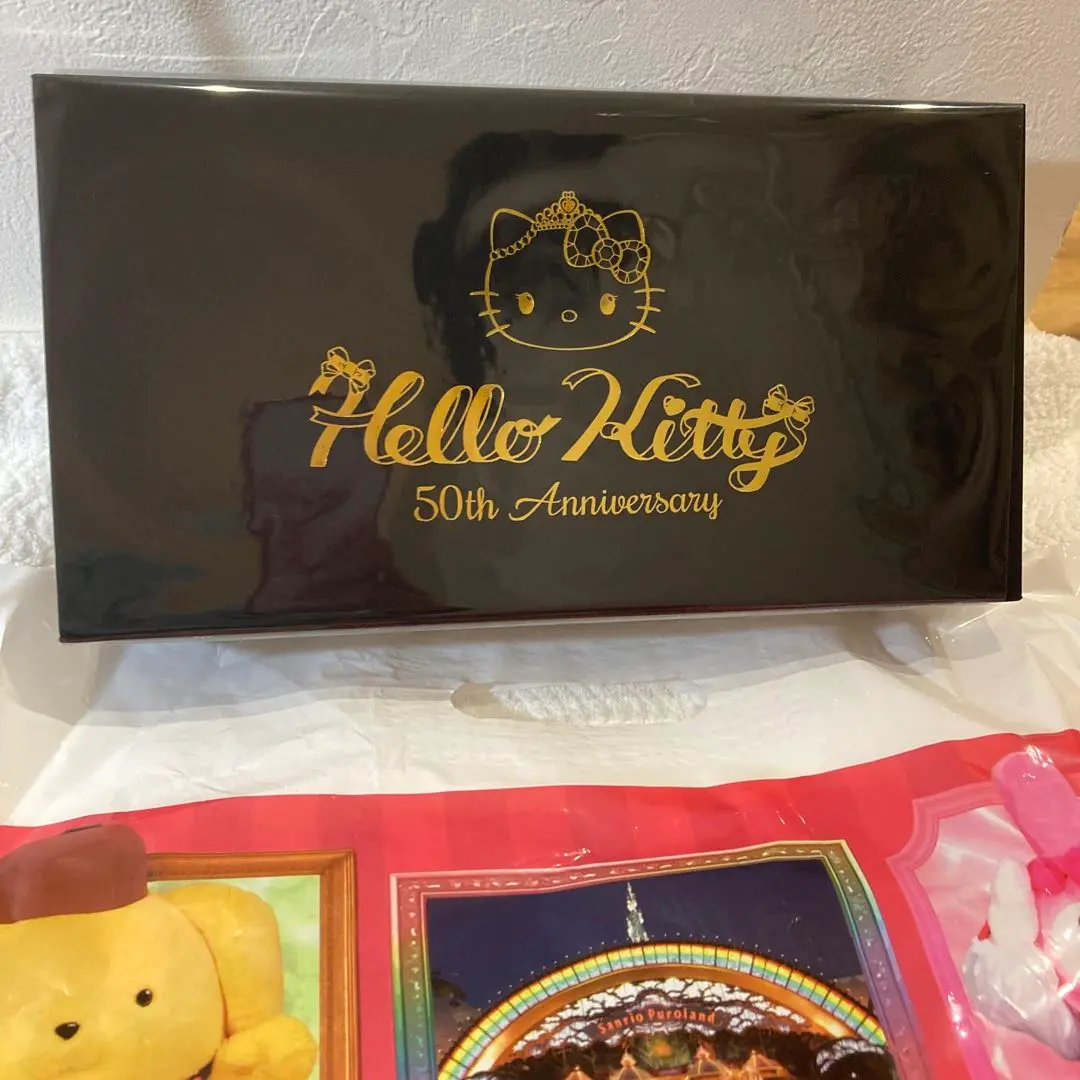 Hello Kitty
50th Anniversary
Sanrio Puroland